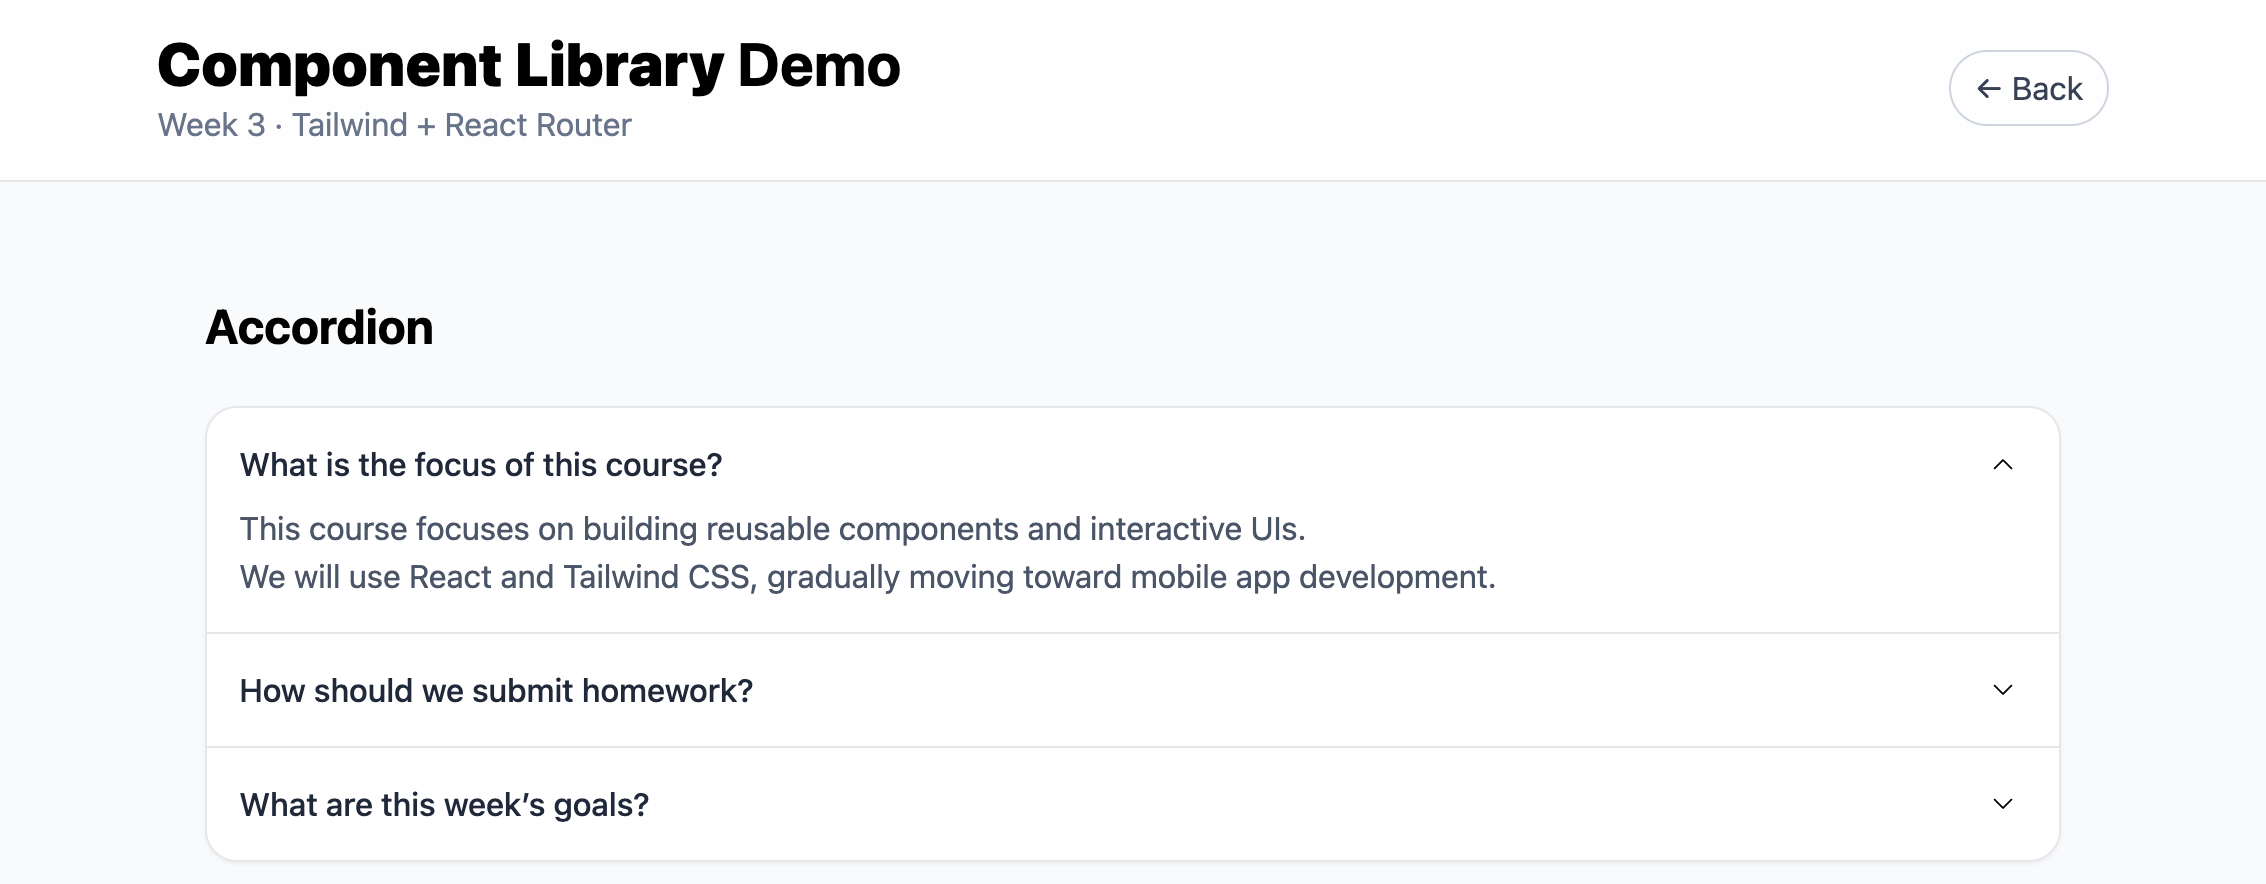 Component Library Demo
Week 3 · Tailwind + React Router
← Back
Accordion
What is the focus of this course?
This course focuses on building reusable components and interactive UIs.
We will use React and Tailwind CSS, gradually moving toward mobile app development.
How should we submit homework?
What are this week’s goals?